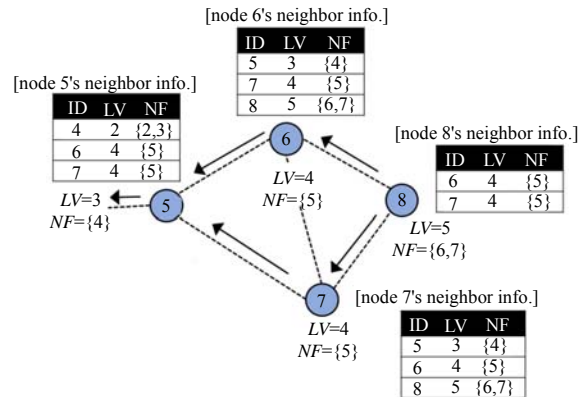 [node 6's neighbor info.]
ID LV NF
5 3 {4}
7 4 {5}
8 5 {6,7}
[node 5's neighbor info.]
ID LV NF
4 2 {2,3}
6 4 {5}
7 4 {5}
[node 8's neighbor info.]
ID LV NF
6 4 {5}
7 4 {5}
6
LV=4
NF={5}
LV=3
NF={4}
5
8
LV=5
NF={6,7}
7
LV=4
NF={5}
[node 7's neighbor info.]
ID LV NF
5 3 {4}
6 4 {5}
8 5 {6,7}